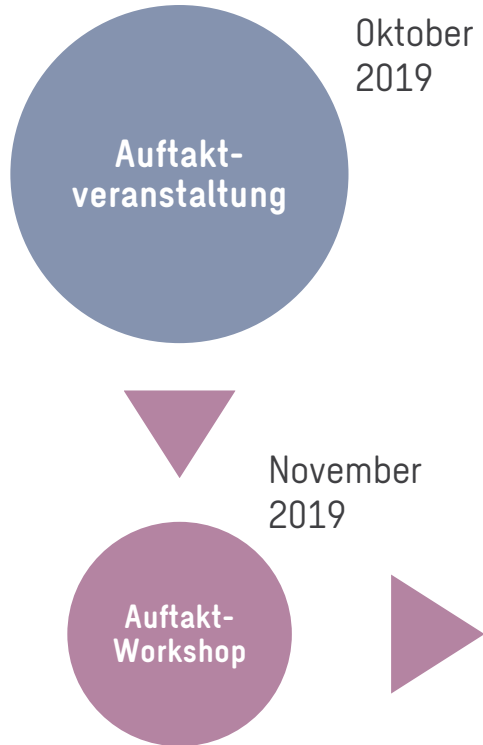 Oktober
2019
Auftakt-
veranstaltung
November
2019
Auftakt-
Workshop